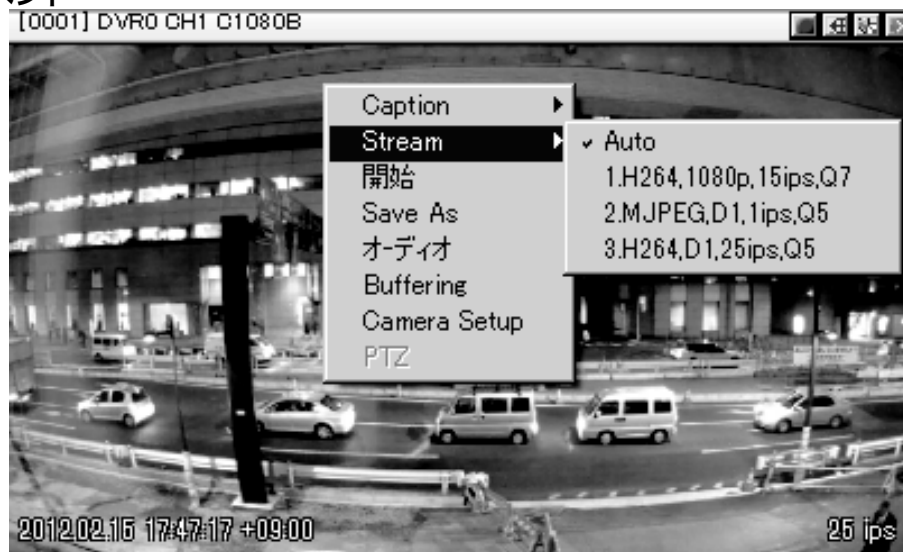 [0001] DVR0 CH1 C1080B
Caption
Stream
開始
Save As
オーディオ
Buffering
Camera Setup
PTZ
Auto
1.H264,1080p,15ips,Q7
2.MJPEG,D1,1ips,Q5
3.H264,D1,25ips,Q5
2012.02.15 17:47:17 +09:00
25 ips